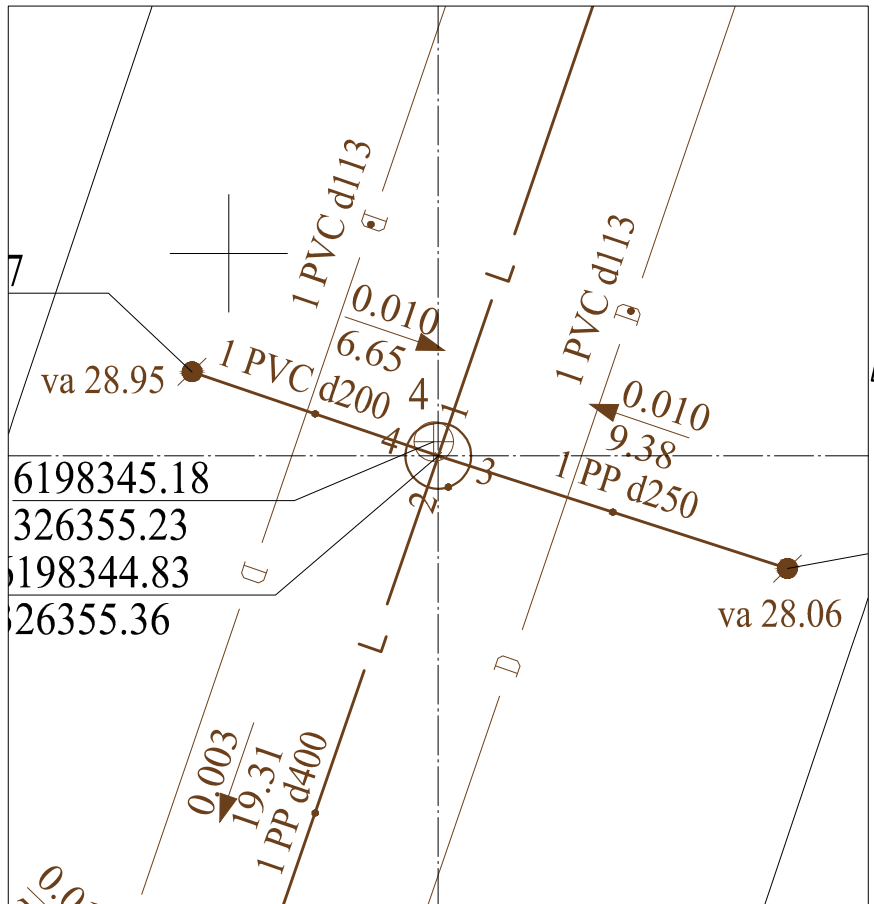 1 PVC d113
D
1 PVC d113
D
L
7
0.010
6.65
va 28.95
1 PVC d200
4
1
4
3
2
0.010
9.38
1 PP d250
6198345.18
326355.23
6198344.83
326355.36
D
va 28.06
L
D
0.003
19.31
1 PP d400